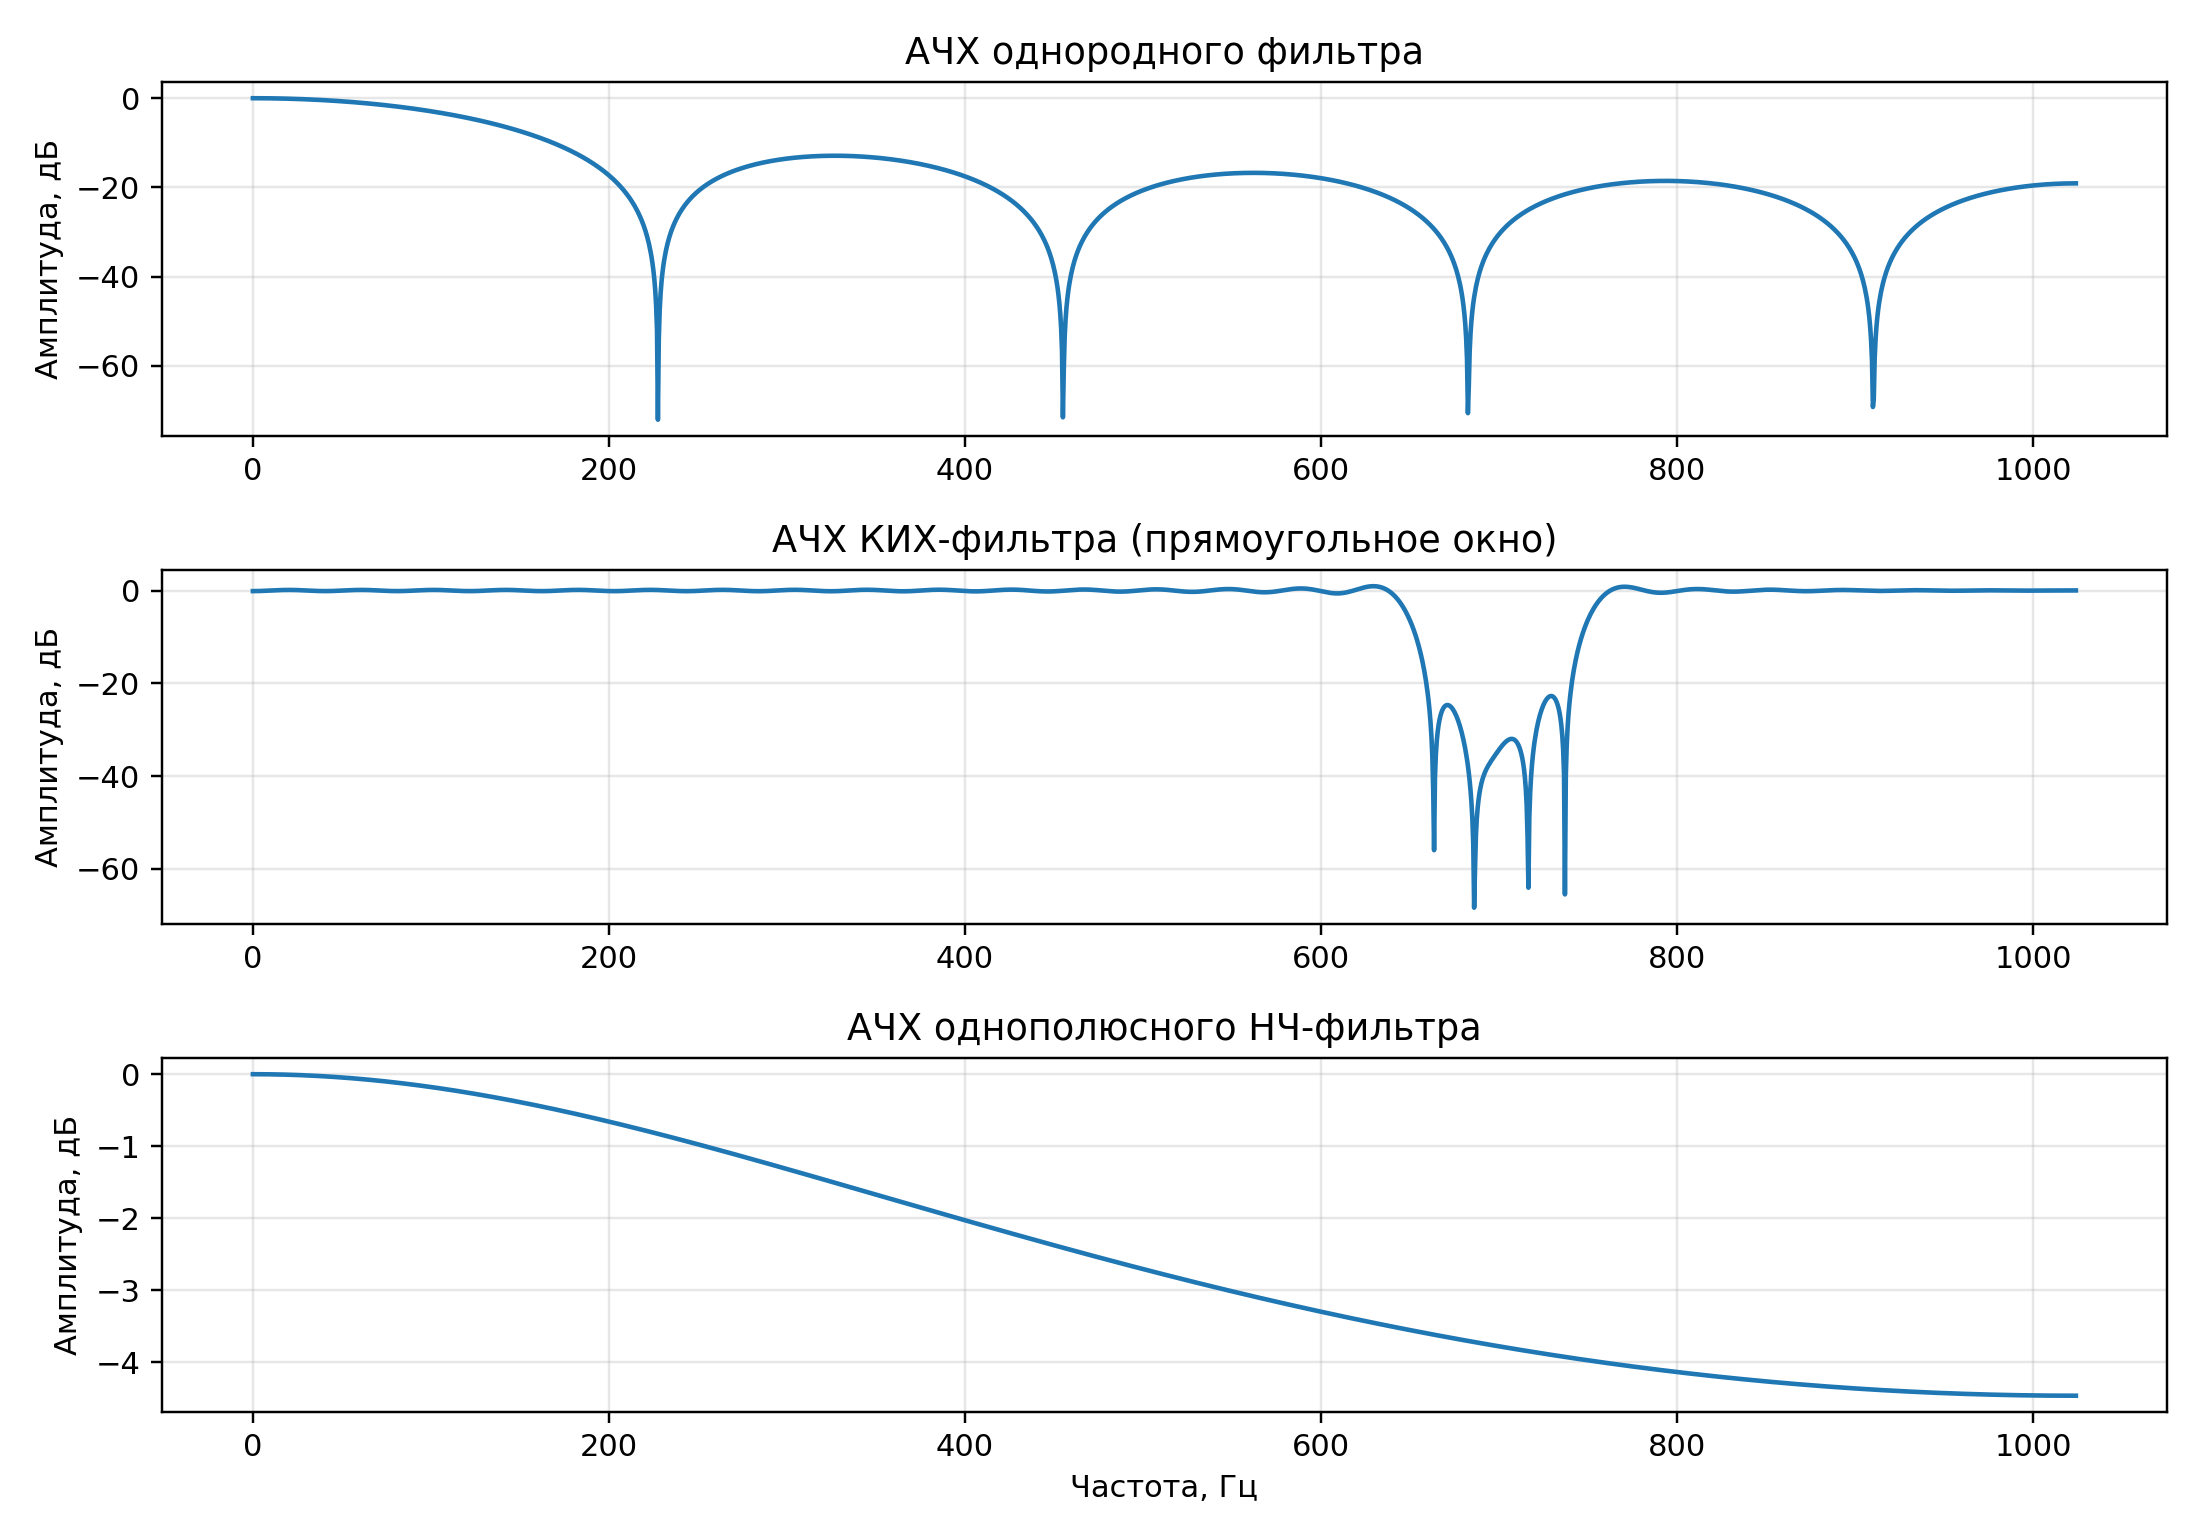 АЧХ однородного фильтра
Амплитуда, дБ
0
−20
−40
−60
0 200 400 600 800 1000
АЧХ КИХ-фильтра (прямоугольное окно)
Амплитуда, дБ
0
−20
−40
−60
0 200 400 600 800 1000
АЧХ однополюсного НЧ-фильтра
Амплитуда, дБ
0
−1
−2
−3
−4
0 200 400 600 800 1000
Частота, Гц